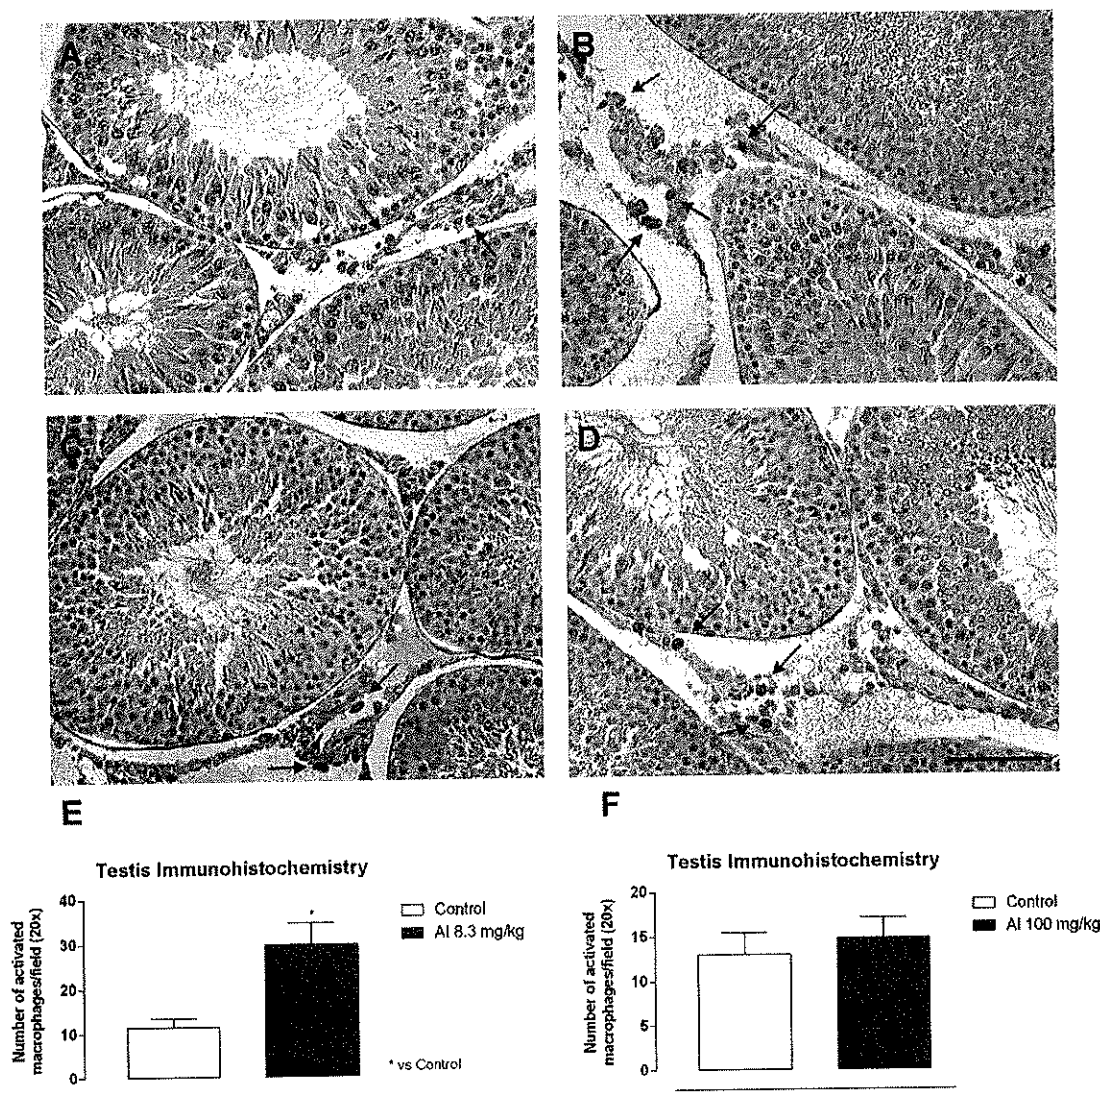 A
B
C
D
E
F
Testis Immunohistochemistry
Number of activated
macrophages/field (20x)
40
30
20
10
0
*
Control
Al 8.3 mg/kg
* vs Control
Testis Immunohistochemistry
Number of activated
macrophages/field (20x)
20
15
10
5
0
Control
Al 100 mg/kg